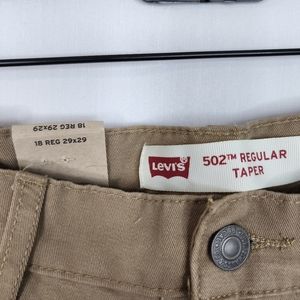 18 REG 29x29
18 REG 29x29
Levi's
502™ REGULAR
TAPER